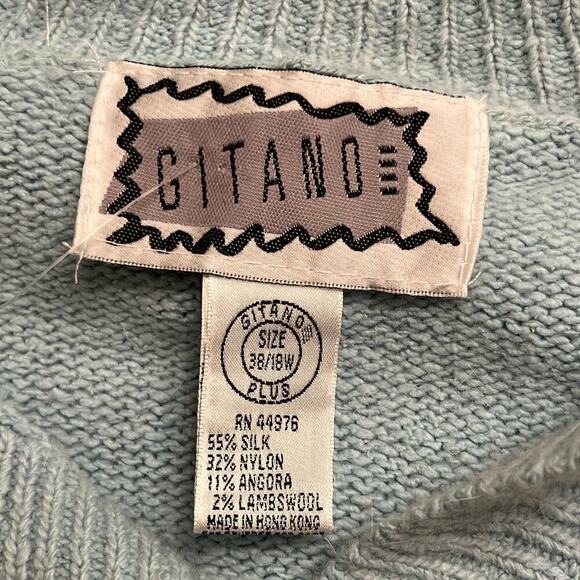 GITANO
GITANO
SIZE
38/18W
PLUS
RN 44976
55% SILK
32% NYLON
11% ANGORA
2% LAMBSWOOL
MADE IN HONG KONG